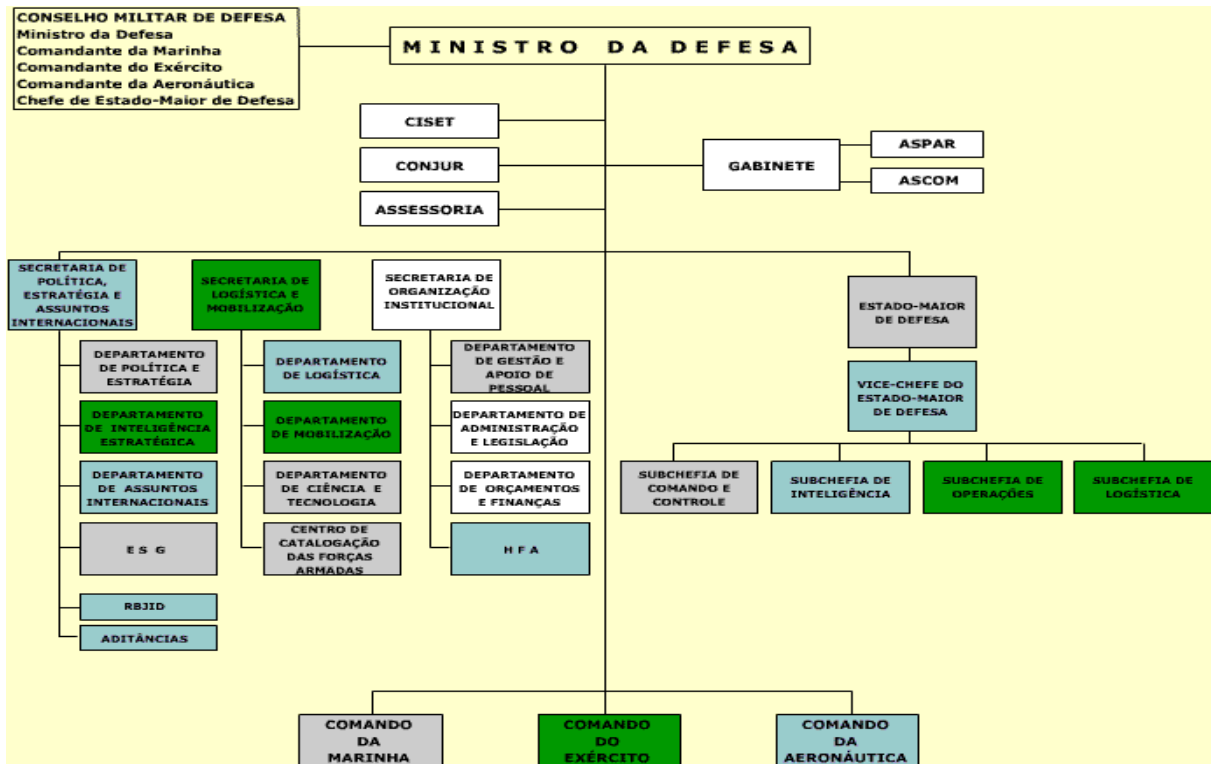 CONSELHO MILITAR DE DEFESA
Ministro da Defesa
Comandante da Marinha
Comandante do Exército
Comandante da Aeronáutica
Chefe de Estado-Maior de Defesa
MINISTRO DA DEFESA
CISET
CONJUR
ASSESSORIA
GABINETE
ASPAR
ASCOM
SECRETARIA DE
POLÍTICA,
ESTRATÉGIA E
ASSUNTOS
INTERNACIONAIS
DEPARTAMENTO
DE POLÍTICA E
ESTRATÉGIA
DEPARTAMENTO
DE INTELIGÊNCIA
ESTRATÉGICA
DEPARTAMENTO
DE ASSUNTOS
INTERNACIONAIS
E S G
RBJID
ADITÂNCIAS
SECRETARIA DE
LOGÍSTICA E
MOBILIZAÇÃO
DEPARTAMENTO
DE LOGÍSTICA
DEPARTAMENTO
DE MOBILIZAÇÃO
DEPARTAMENTO
DE CIÊNCIA E
TECNOLOGIA
CENTRO DE
CATALOGAÇÃO
DAS FORÇAS
ARMADAS
SECRETARIA DE
ORGANIZAÇÃO
INSTITUCIONAL
DEPARTAMENTO
DE GESTÃO E
APOIO DE
PESSOAL
DEPARTAMENTO DE
ADMINISTRAÇÃO
E LEGISLAÇÃO
DEPARTAMENTO
DE ORÇAMENTOS
E FINANÇAS
H F A
ESTADO-MAIOR
DE DEFESA
VICE-CHEFE DO
ESTADO-MAIOR
DE DEFESA
SUBCHEFIA DE
COMANDO E
CONTROLE
SUBCHEFIA DE
INTELIGÊNCIA
SUBCHEFIA DE
OPERAÇÕES
SUBCHEFIA DE
LOGÍSTICA
COMANDO
DA
MARINHA
COMANDO
DO
EXÉRCITO
COMANDO
DA
AERONÁUTICA